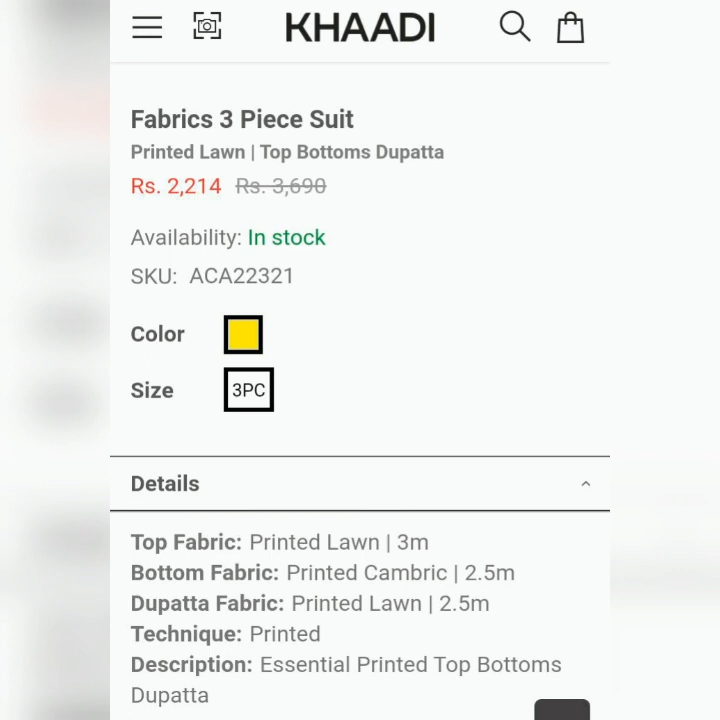 KHAADI
Fabrics 3 Piece Suit
Printed Lawn | Top Bottoms Dupatta
Rs. 2,214 Rs. 3,690
Availability: In stock
SKU: ACA22321
Color
Size 3PC
Details
Top Fabric: Printed Lawn | 3m
Bottom Fabric: Printed Cambric | 2.5m
Dupatta Fabric: Printed Lawn | 2.5m
Technique: Printed
Description: Essential Printed Top Bottoms
Dupatta